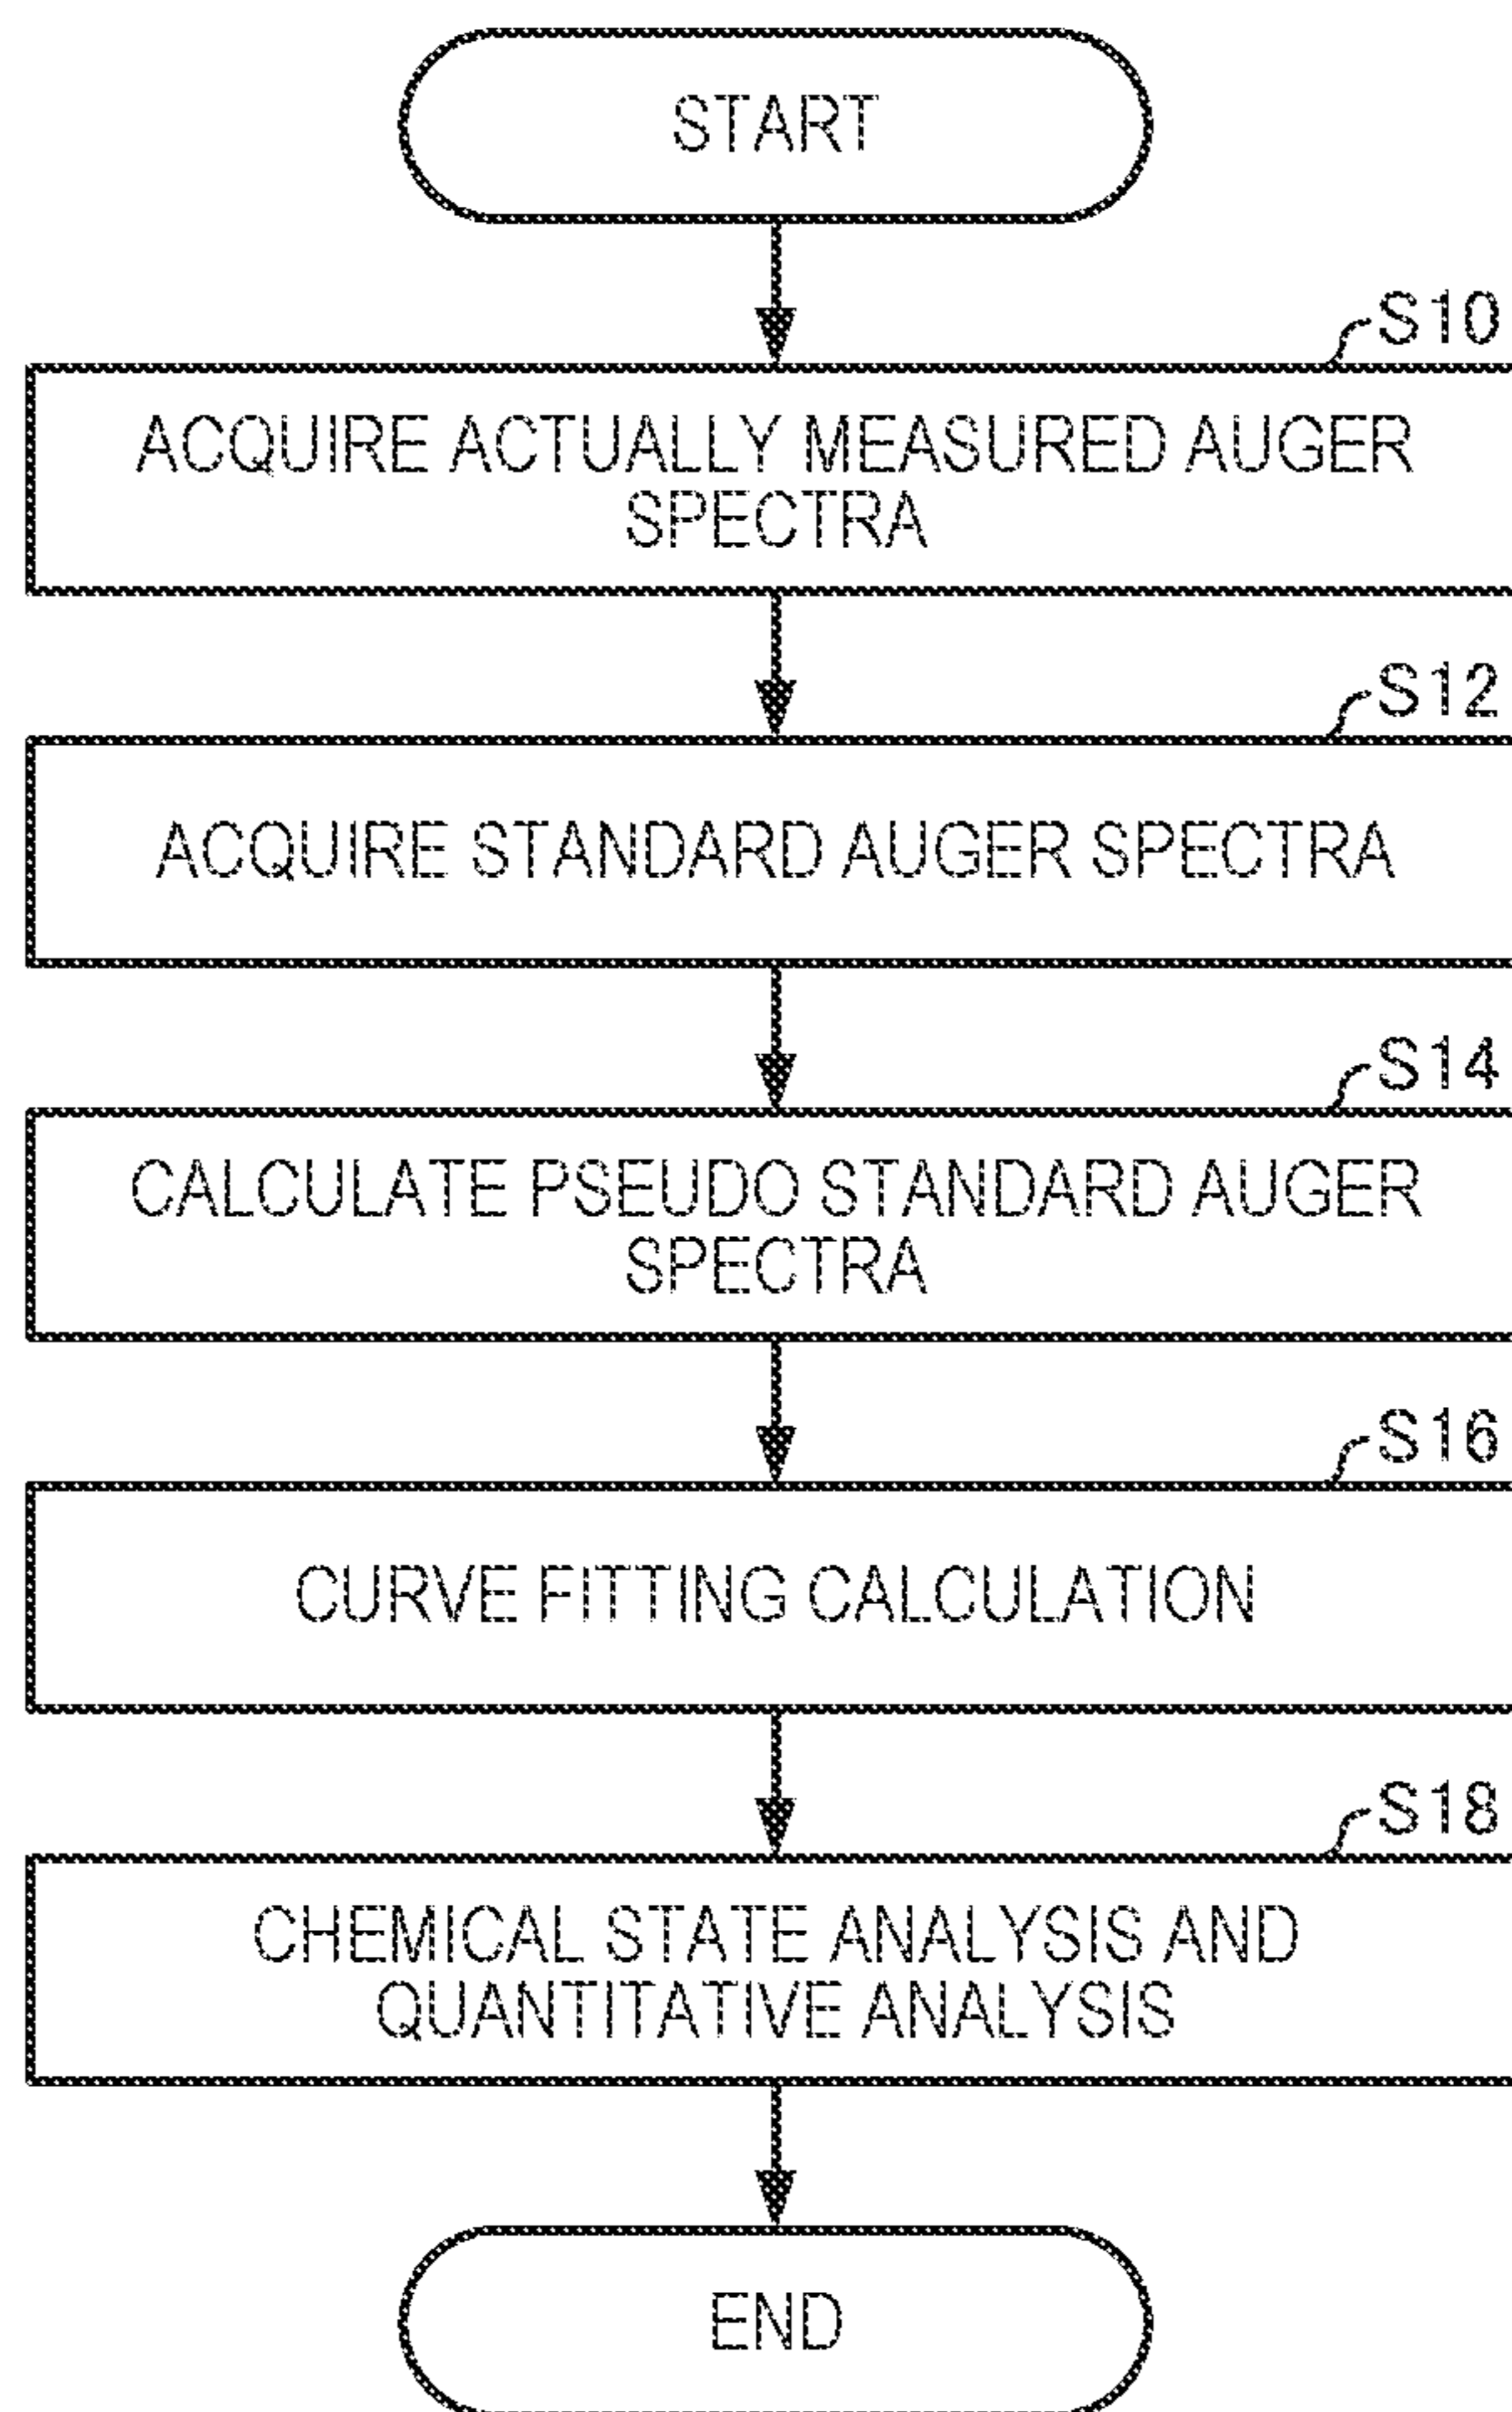 START
S10
ACQUIRE ACTUALLY MEASURED AUGER
SPECTRA
S12
ACQUIRE STANDARD AUGER SPECTRA
S14
CALCULATE PSEUDO STANDARD AUGER
SPECTRA
S16
CURVE FITTING CALCULATION
S18
CHEMICAL STATE ANALYSIS AND
QUANTITATIVE ANALYSIS
END